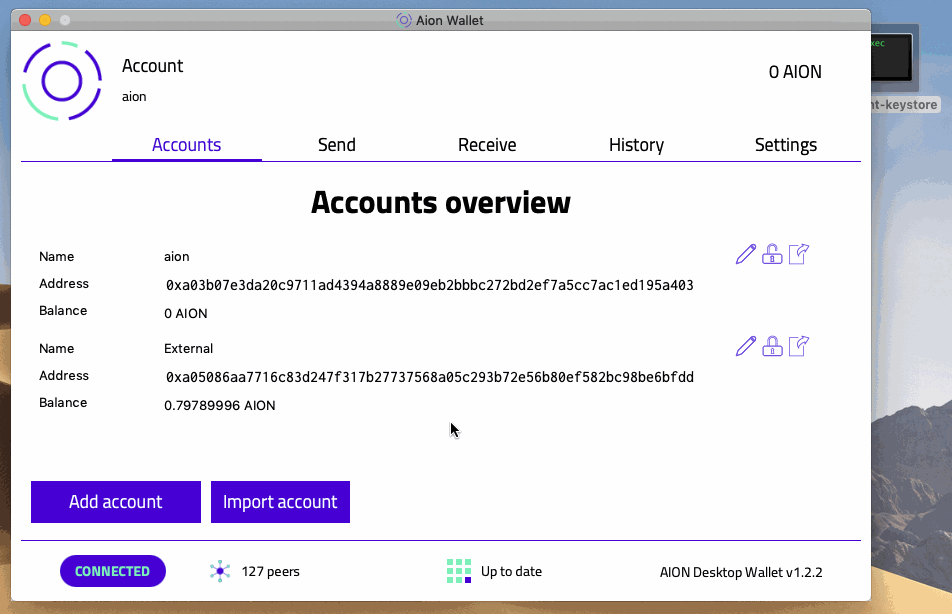 Aion Wallet
Account
aion
0 AION
Accounts Send Receive History Settings
Accounts overview
Name aion
Address 0xa03b07e3da20c9711ad4394a8889e09eb2bbbc272bd2ef7a5cc7ac1ed195a403
Balance 0 AION
Name External
Address 0xa05086aa7716c83d247f317b27737568a05c293b72e56b80ef582bc98be6bfdd
Balance 0.79789996 AION
Add account Import account
CONNECTED 127 peers Up to date AION Desktop Wallet v1.2.2
xec
nt-keystore